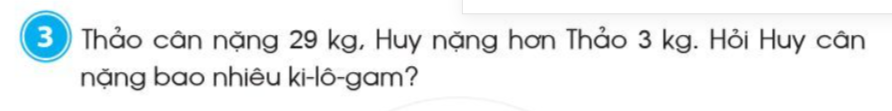 3 Thảo cân nặng 29 kg, Huy nặng hơn Thảo 3 kg. Hỏi Huy cân
nặng bao nhiêu ki-lô-gam?